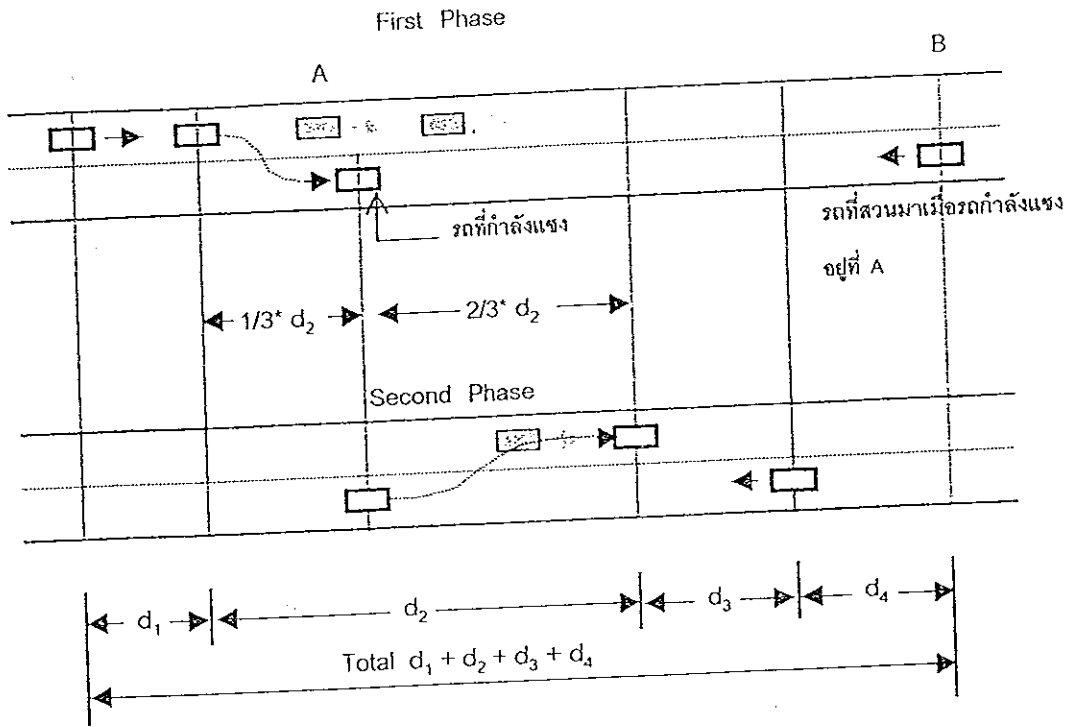 First Phase
A
B
รถที่กำลังแซง
รถที่สวนมาเมื่อรถกำลังแซง
อยู่ที่ A
1/3* d₂
2/3* d₂
Second Phase
d₁
d₂
d₃
d₄
Total d₁ + d₂ + d₃ + d₄